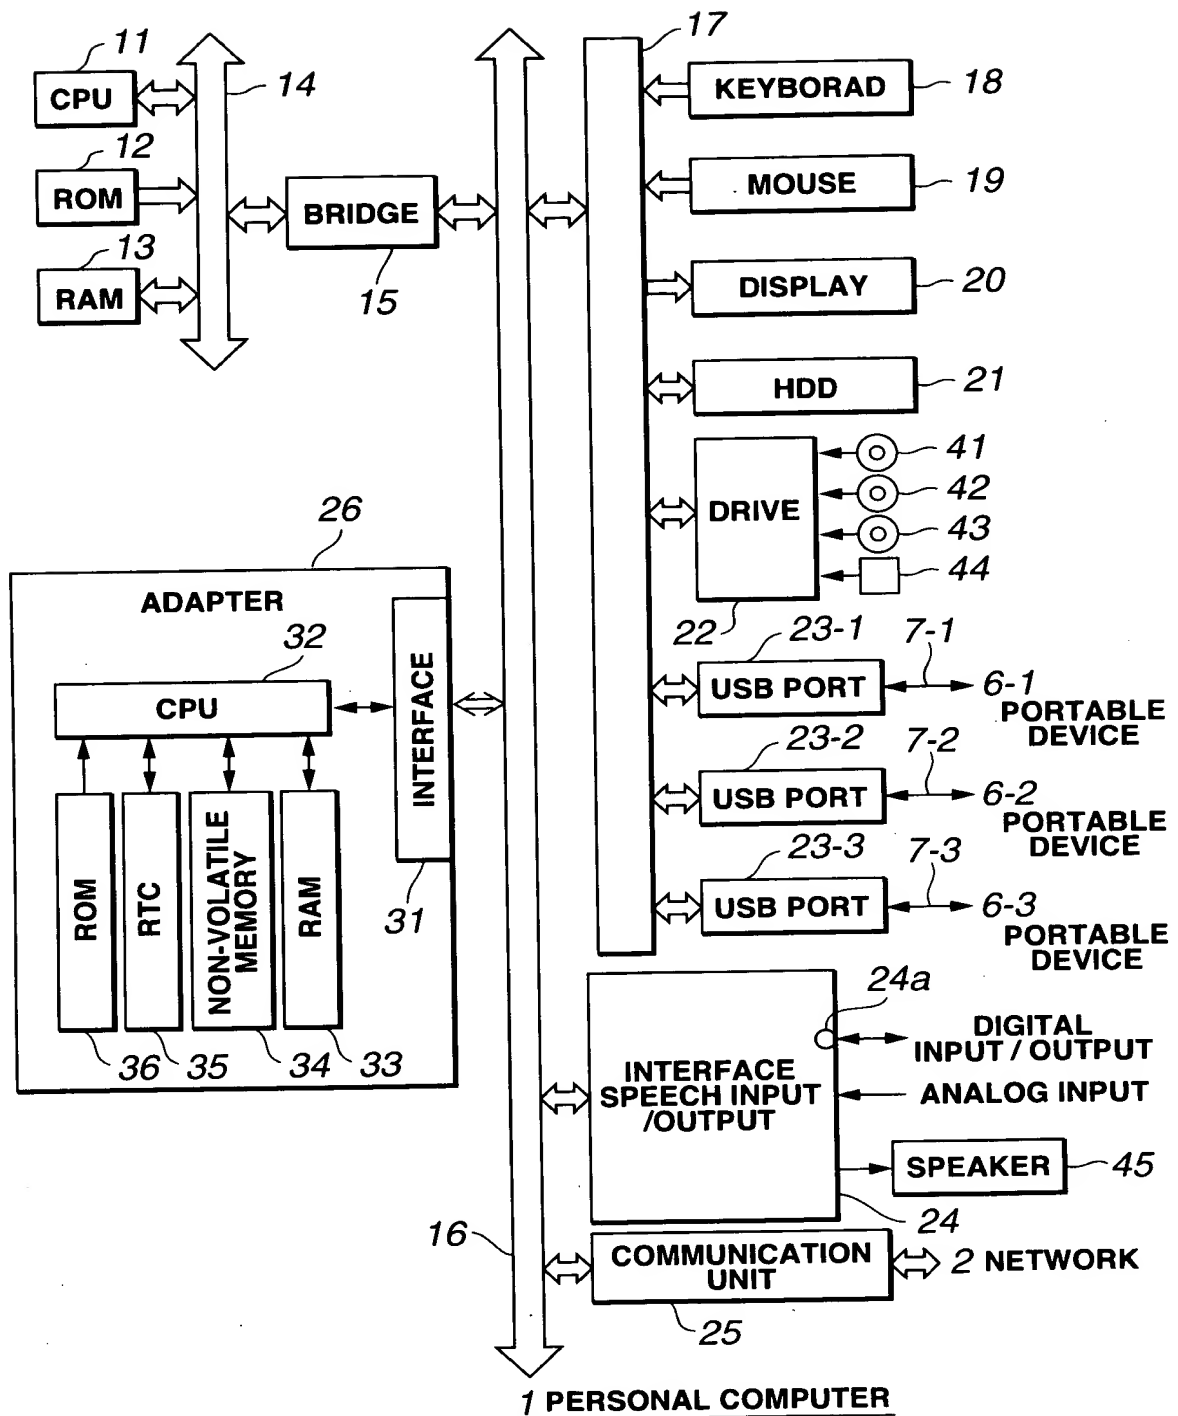 11
CPU
14
12
ROM
13
RAM
BRIDGE
15
17
KEYBORAD 18
MOUSE 19
DISPLAY 20
HDD 21
DRIVE
41
42
43
44
22
23-1
USB PORT
7-1
6-1
PORTABLE
DEVICE
23-2
USB PORT
7-2
6-2
PORTABLE
DEVICE
23-3
USB PORT
7-3
6-3
PORTABLE
DEVICE
26
ADAPTER
32
CPU
INTERFACE
31
ROM
RTC
NON-VOLATILE
MEMORY
RAM
36
35
34
33
24a
DIGITAL
INPUT / OUTPUT
INTERFACE
SPEECH INPUT
/OUTPUT
ANALOG INPUT
SPEAKER 45
24
16
COMMUNICATION
UNIT
2 NETWORK
25
1 PERSONAL COMPUTER